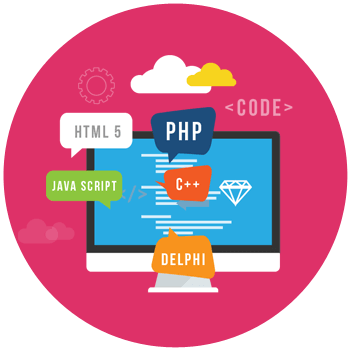 <CODE>
HTML 5
PHP
JAVA SCRIPT
C++
</>
DELPHI